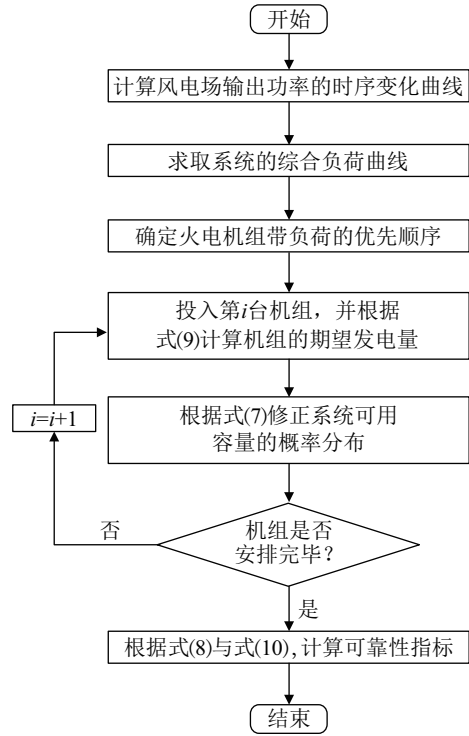 开始
计算风电场输出功率的时序变化曲线
求取系统的综合负荷曲线
确定火电机组带负荷的优先顺序
投入第i台机组，并根据
式(9)计算机组的期望发电量
i=i+1
根据式(7)修正系统可用
容量的概率分布
否
机组是否
安排完毕？
是
根据式(8)与式(10),计算可靠性指标
结束